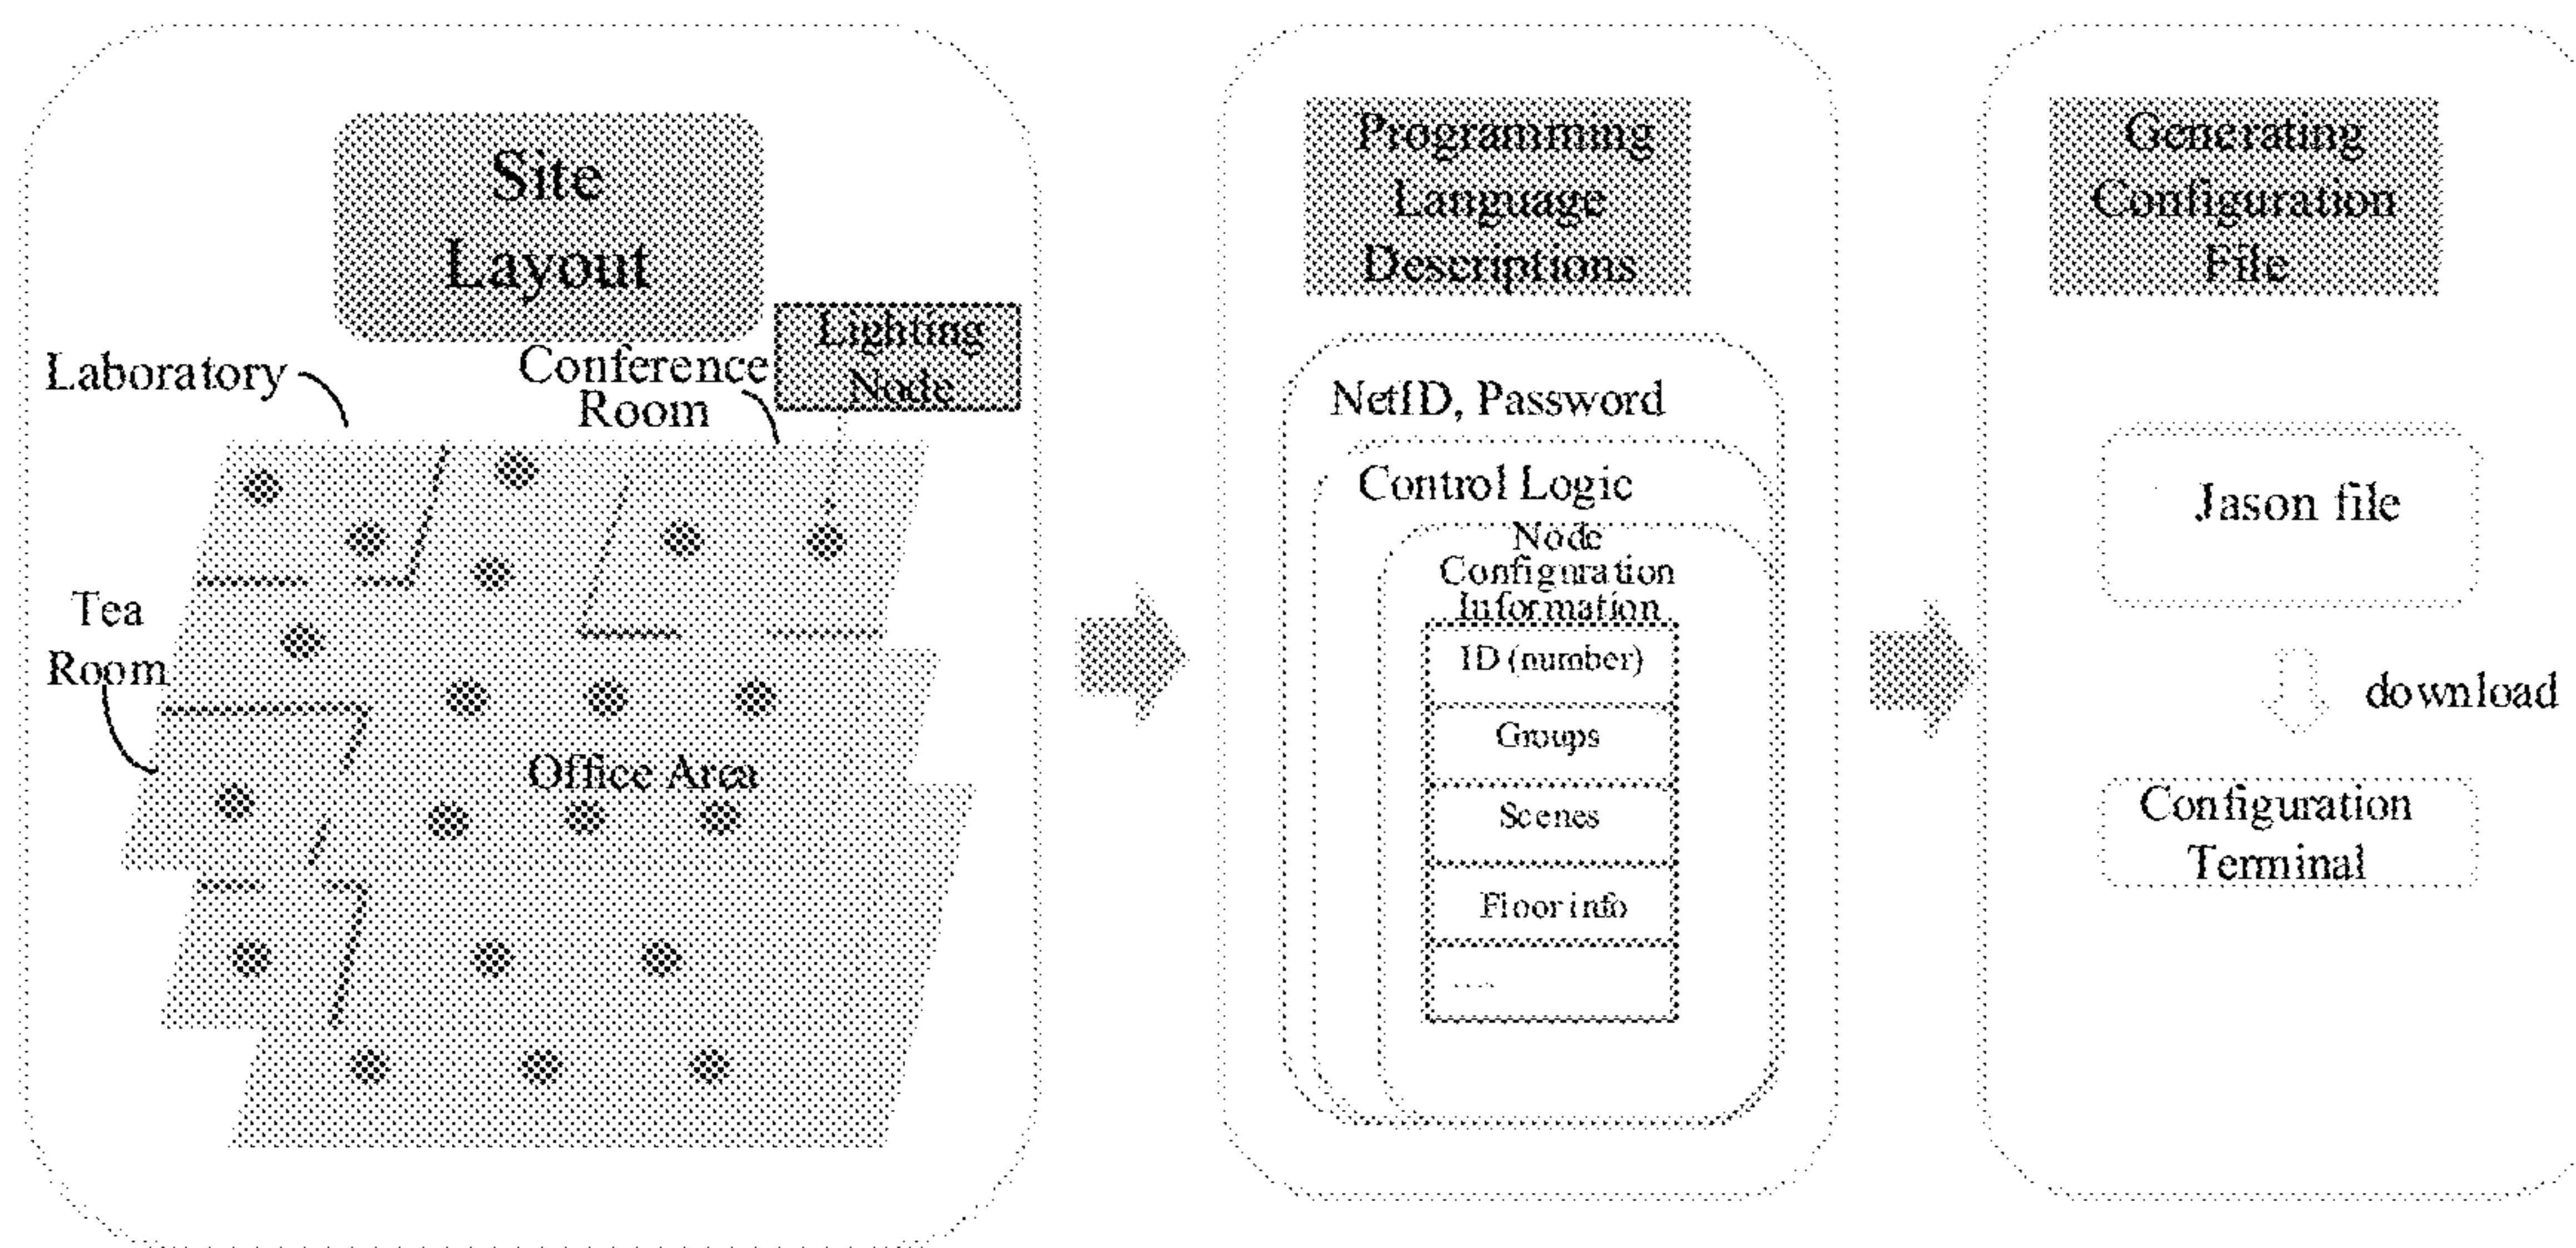 Site
Layout
Lighting
Node
Laboratory
Conference
Room
Tea
Room
Office Area
Programming
Language
Descriptions
NetID, Password
Control Logic
Node
Configuration
Information
ID (number)
Groups
Scenes
Floor info
....
Generating
Configuration
File
Jason file
download
Configuration
Terminal